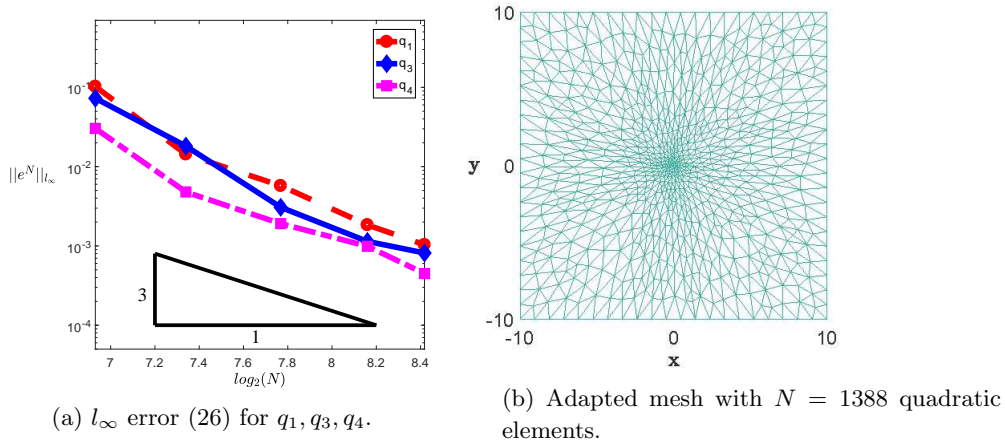 q₁
q₃
q₄
10⁻¹
10⁻²
||eᴺ||l∞
10⁻³
3
10⁻⁴
1
7 7.2 7.4 7.6 7.8 8 8.2 8.4
log₂(N)
(a) l∞ error (26) for q₁, q₃, q₄.
10
y 0
-10
-10 0 10
x
(b) Adapted mesh with N = 1388 quadratic
elements.